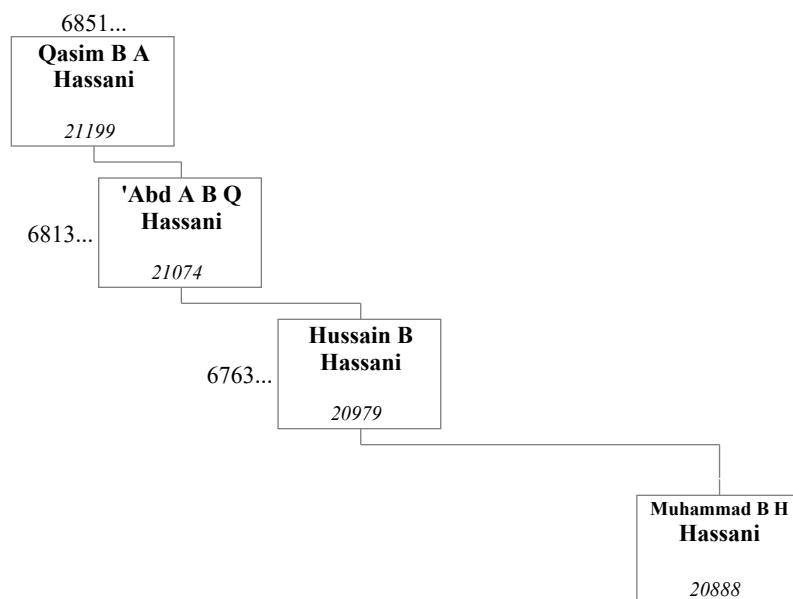 6851...
Qasim B A
Hassani
21199
'Abd A B Q
Hassani
6813...
21074
Hussain B
Hassani
6763...
20979
Muhammad B H
Hassani
20888